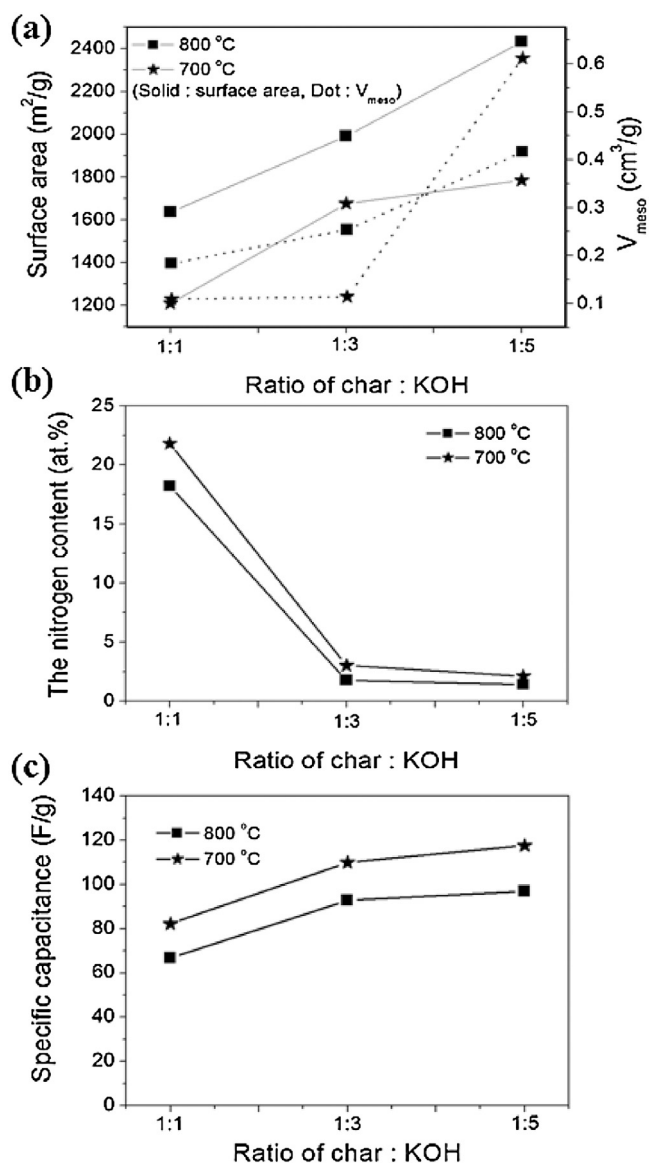 (a)
800 °C
700 °C
(Solid : surface area, Dot : Vmeso)
2400
2200
2000
1800
1600
1400
1200
Surface area (m²/g)
0.6
0.5
0.4
0.3
0.2
0.1
Vmeso (cm³/g)
1:1 1:3 1:5
Ratio of char : KOH
(b)
800 °C
700 °C
25
20
15
10
5
0
The nitrogen content (at.%)
1:1 1:3 1:5
Ratio of char : KOH
(c)
800 °C
700 °C
140
120
100
80
60
40
20
0
Specific capacitance (F/g)
1:1 1:3 1:5
Ratio of char : KOH